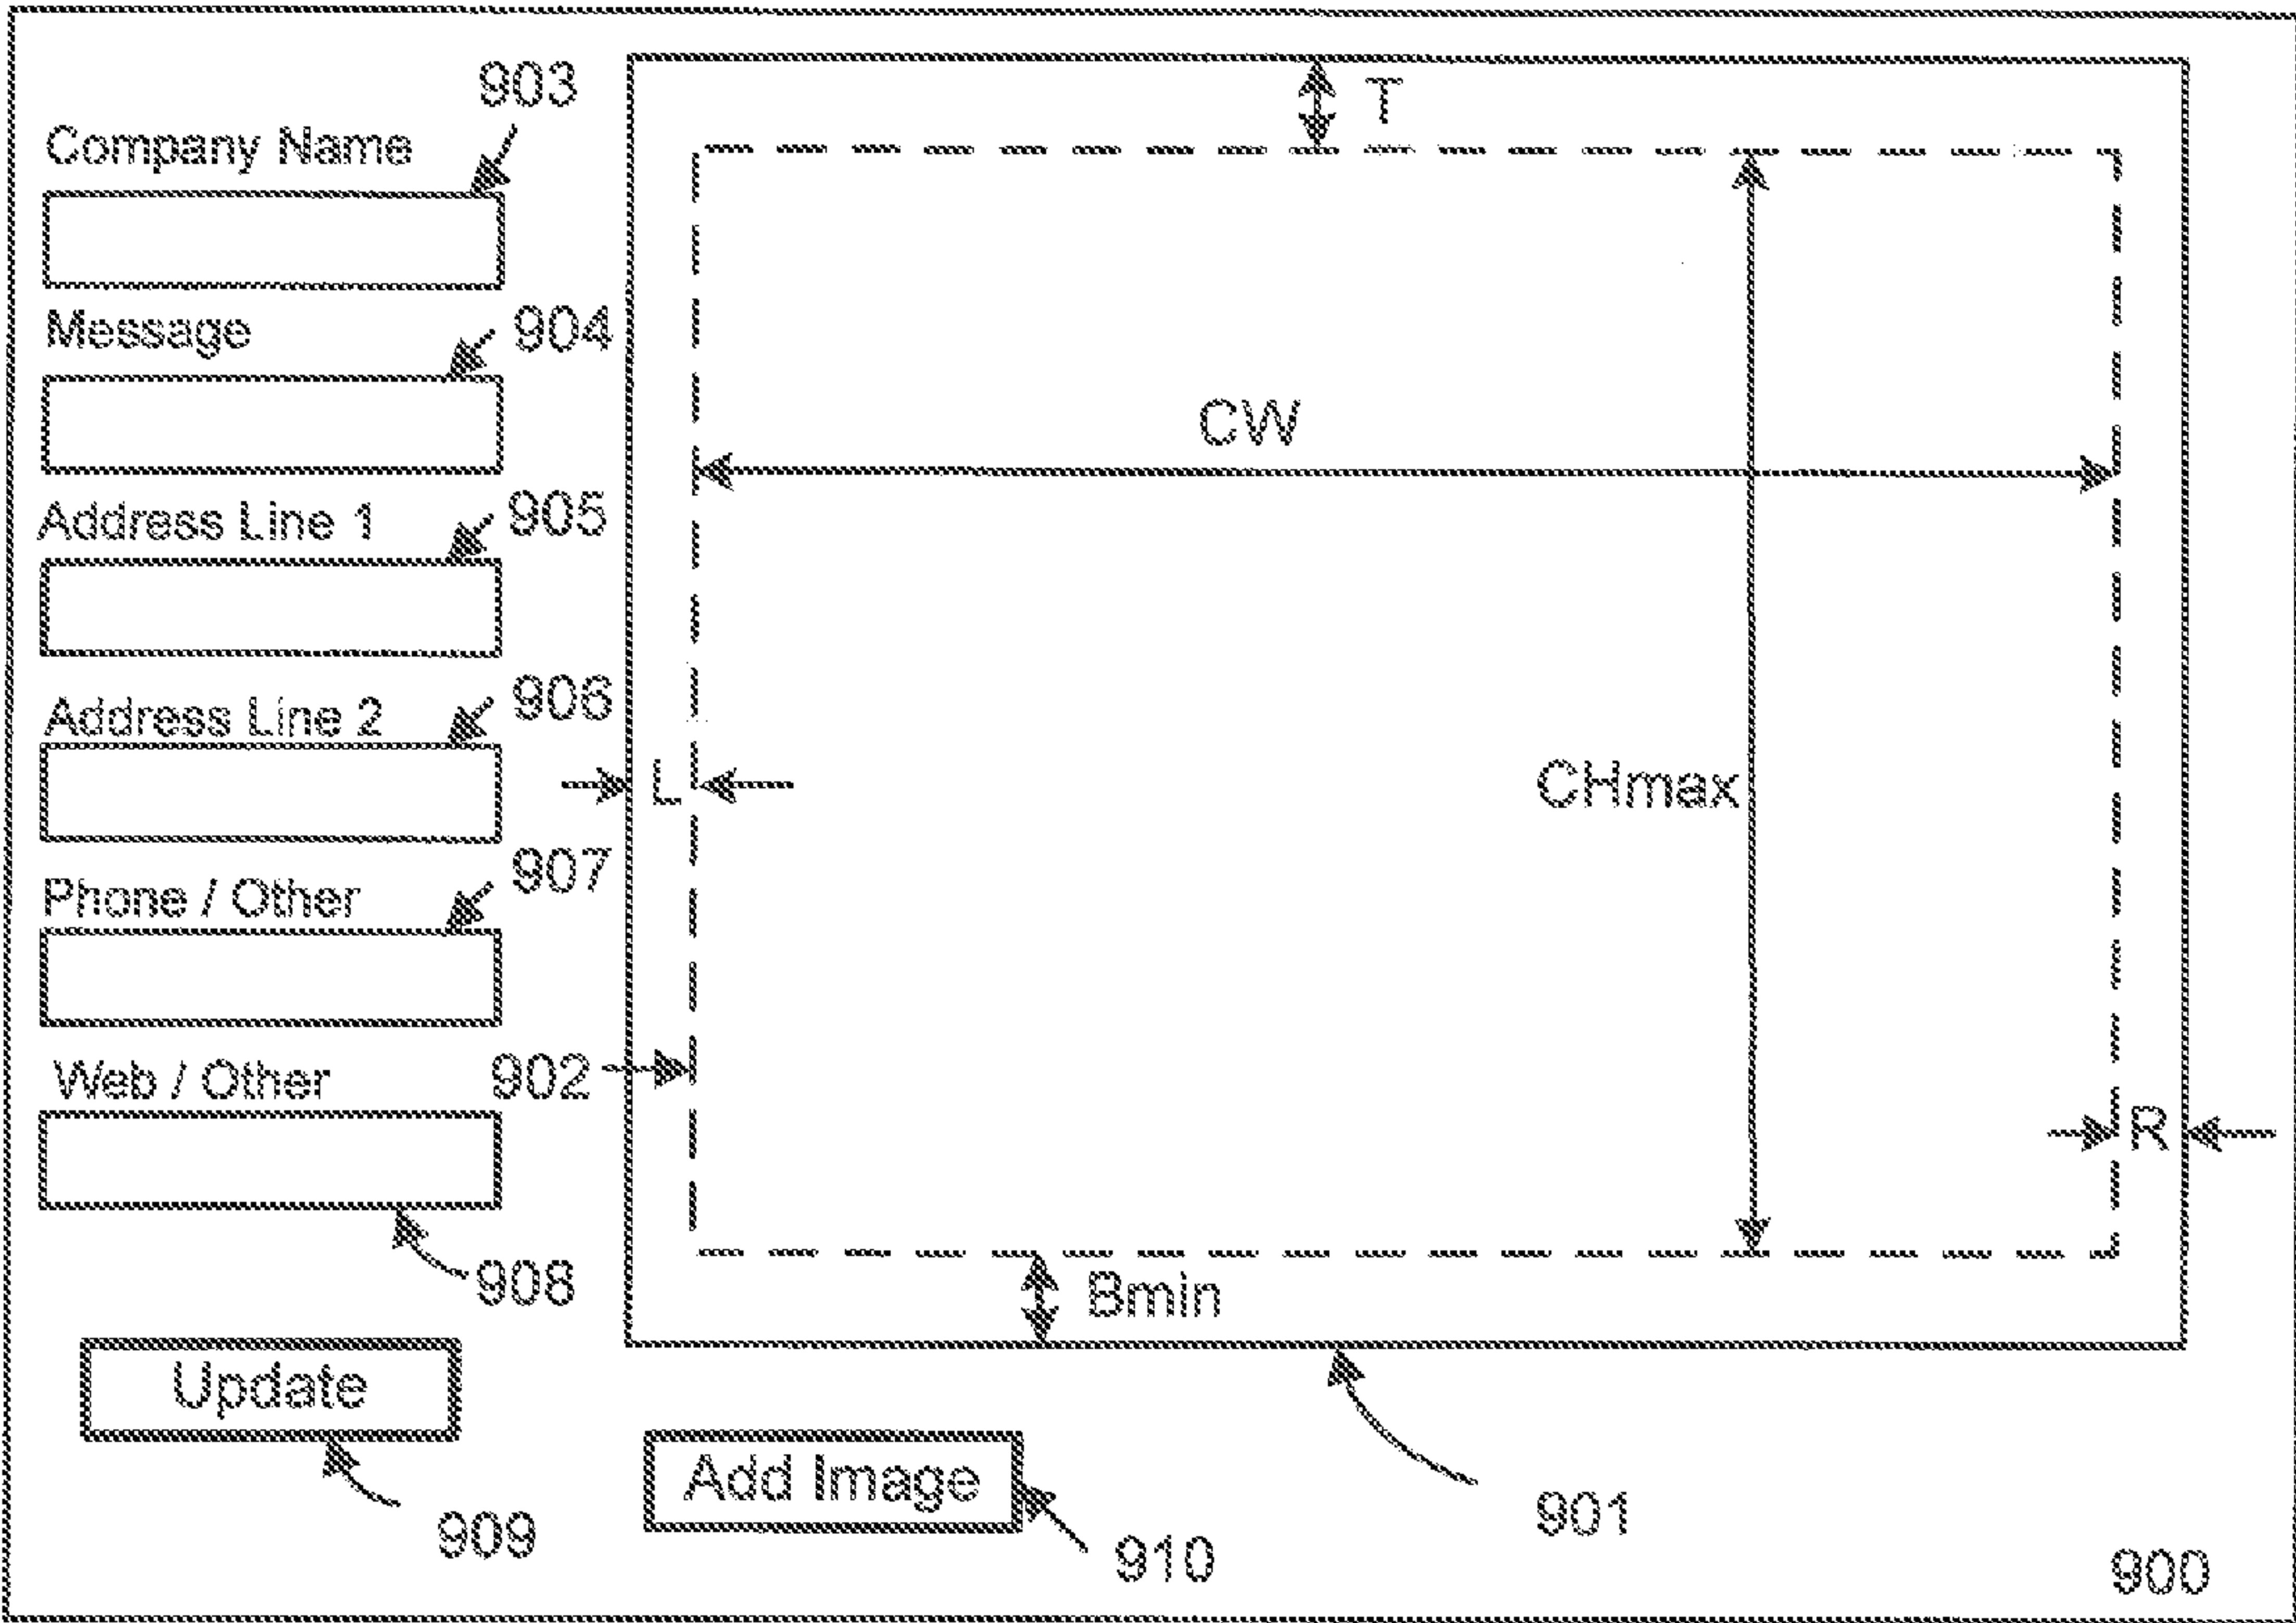 903
Company Name
Message
904
Address Line 1
905
Address Line 2
906
Phone / Other
907
Web / Other
908
Update
909
T
CW
L
CHmax
902
R
Bmin
901
Add Image
910
900